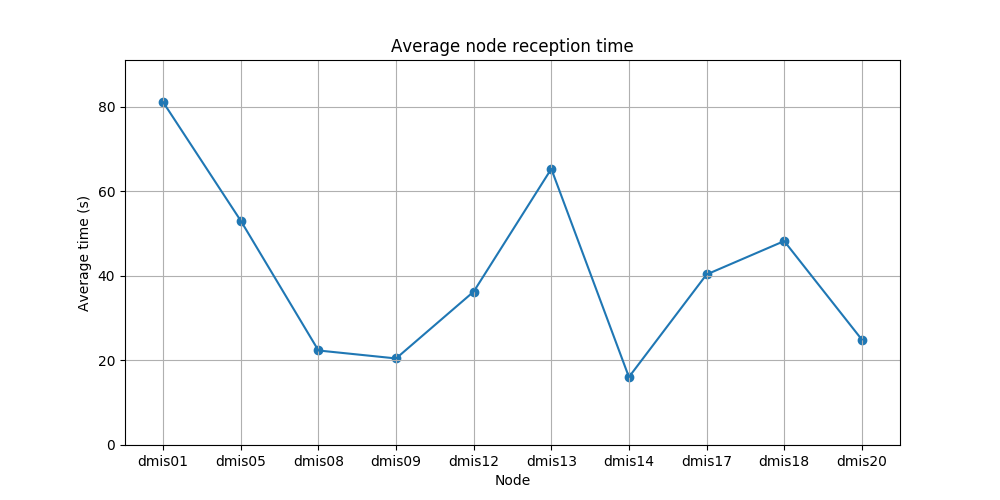 Average node reception time
Average time (s)
80
60
40
20
0
dmis01 dmis05 dmis08 dmis09 dmis12 dmis13 dmis14 dmis17 dmis18 dmis20
Node